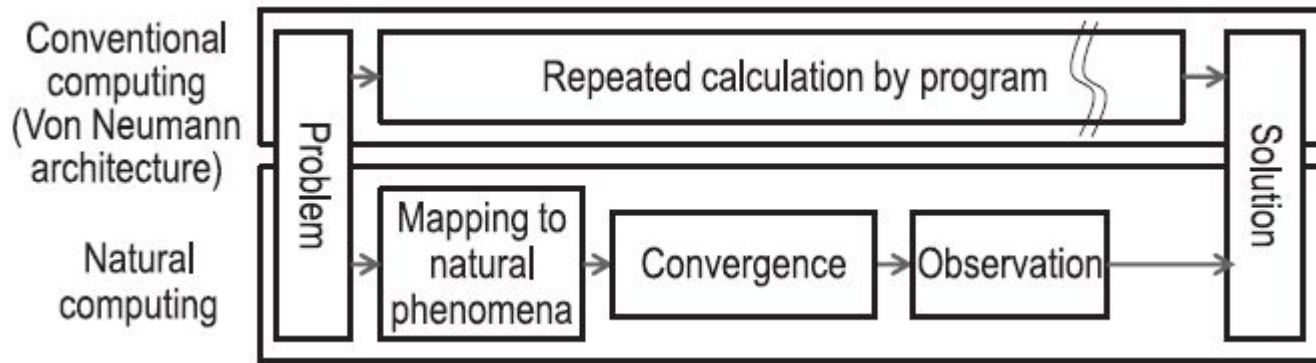 Conventional
computing
(Von Neumann
architecture)
Problem
Repeated calculation by program
Solution
Natural
computing
Mapping to
natural
phenomena
Convergence
Observation